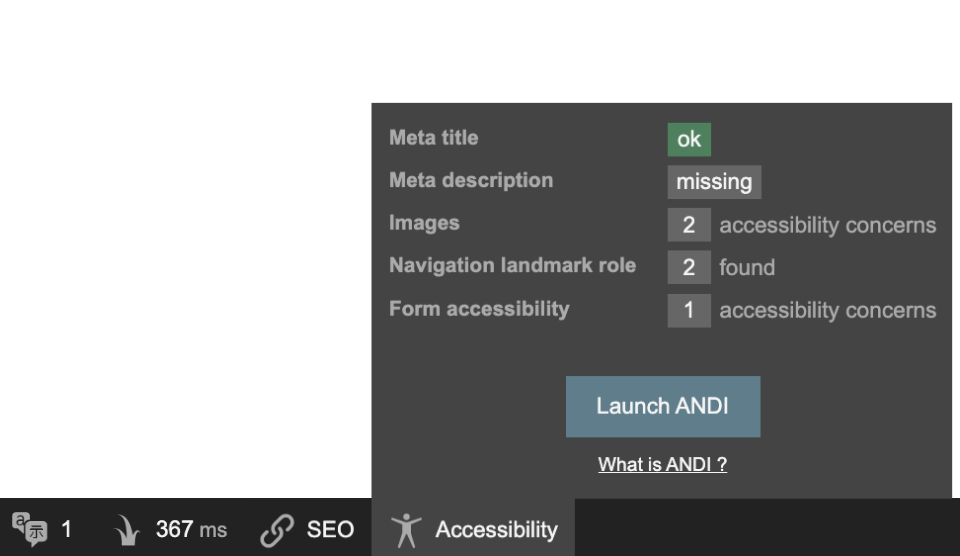 Meta title ok
Meta description missing
Images 2 accessibility concerns
Navigation landmark role 2 found
Form accessibility 1 accessibility concerns
Launch ANDI
What is ANDI ?
a 示 1 367 ms SEO Accessibility